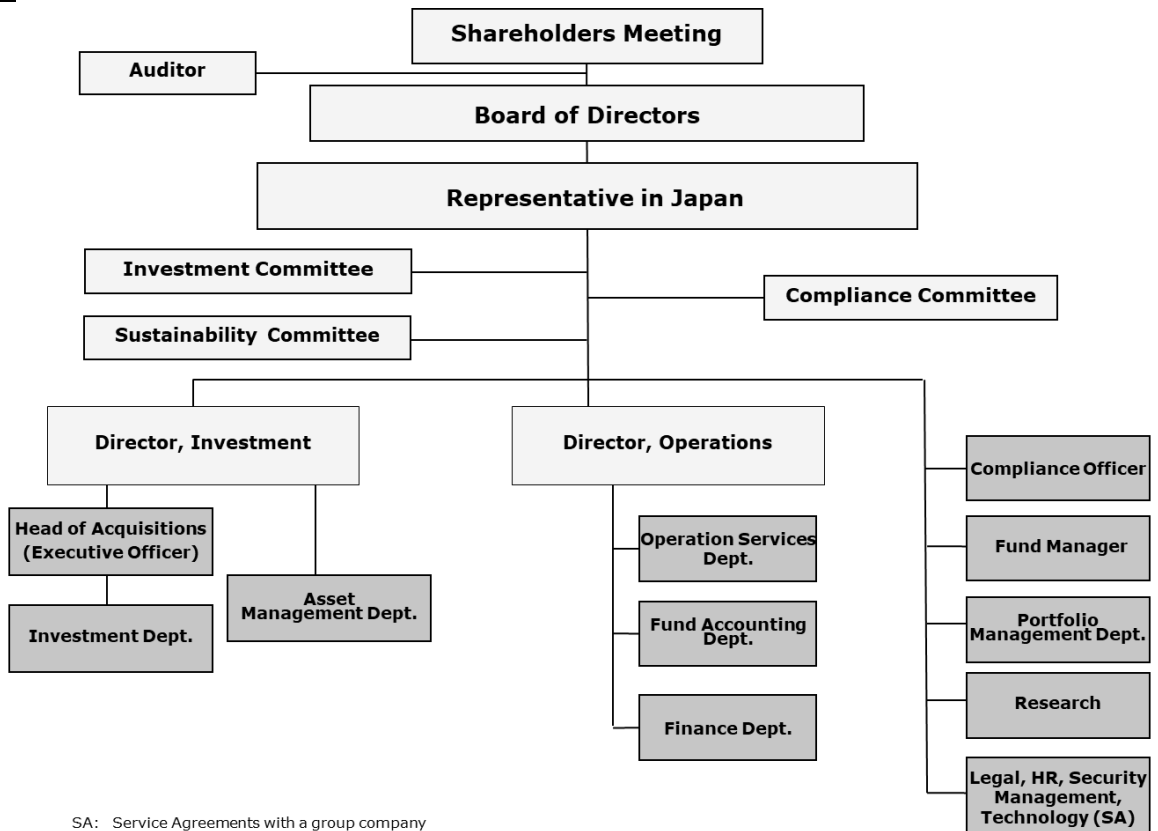 Shareholders Meeting
Auditor
Board of Directors
Representative in Japan
Investment Committee
Compliance Committee
Sustainability Committee
Director, Investment
Director, Operations
Compliance Officer
Head of Acquisitions
(Executive Officer)
Operation Services
Dept.
Fund Manager
Asset
Management Dept.
Investment Dept.
Fund Accounting
Dept.
Portfolio
Management Dept.
Research
Finance Dept.
Legal, HR, Security
Management,
Technology (SA)
SA: Service Agreements with a group company